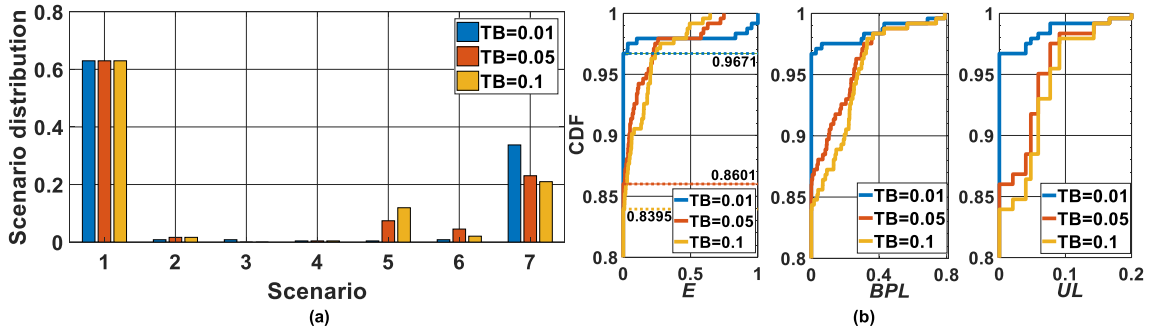 Scenario distribution
0.8
0.6
0.4
0.2
0
1 2 3 4 5 6 7
Scenario
TB=0.01
TB=0.05
TB=0.1
(a)
CDF
1
0.95
0.9
0.85
0.8
0 0.5 1
E
0.9671
0.8601
0.8395
TB=0.01
TB=0.05
TB=0.1
1
0.95
0.9
0.85
0.8
0 0.4 0.8
BPL
TB=0.01
TB=0.05
TB=0.1
(b)
1
0.95
0.9
0.85
0.8
0 0.1 0.2
UL
TB=0.01
TB=0.05
TB=0.1